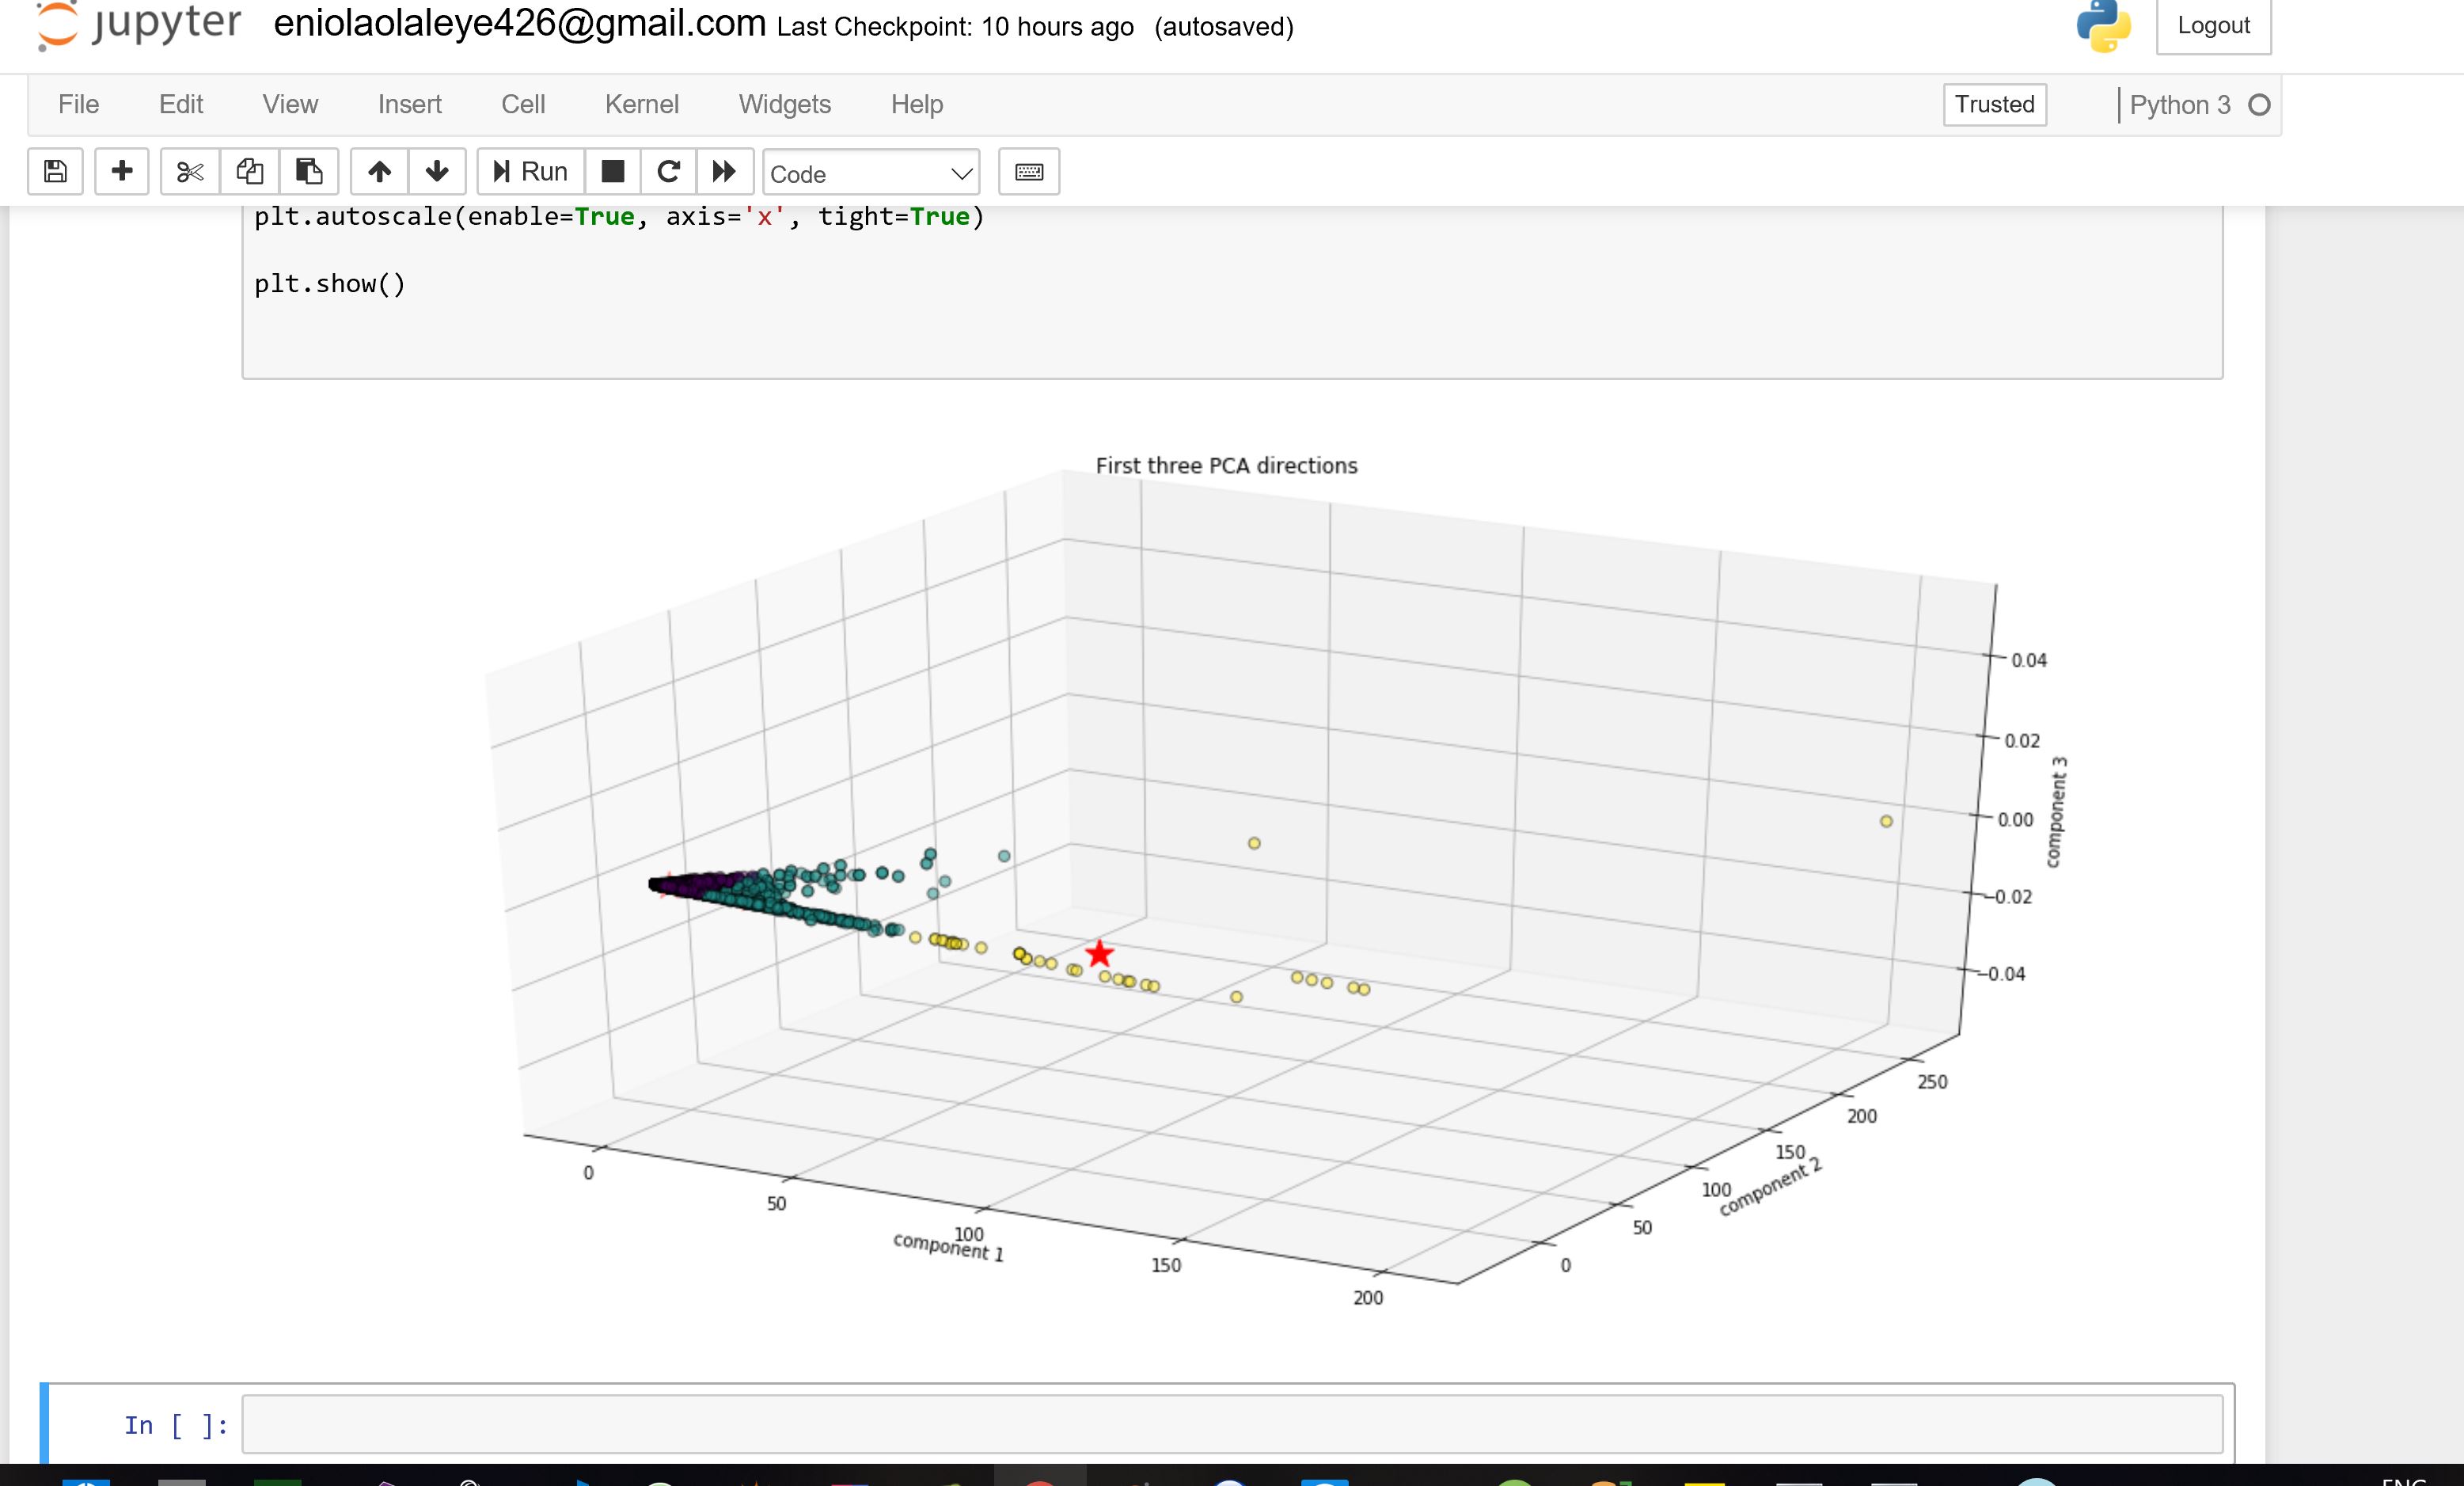 jupyter eniolaolaleye426@gmail.com Last Checkpoint: 10 hours ago (autosaved) Logout
File Edit View Insert Cell Kernel Widgets Help Trusted Python 3
Run Code
plt.autoscale(enable=True, axis='x', tight=True)
plt.show()
First three PCA directions
0.04
0.02
0.00
−0.02
−0.04
component 3
250
200
150
100
50
0
component 2
0
50
100
150
200
component 1
In [ ]: